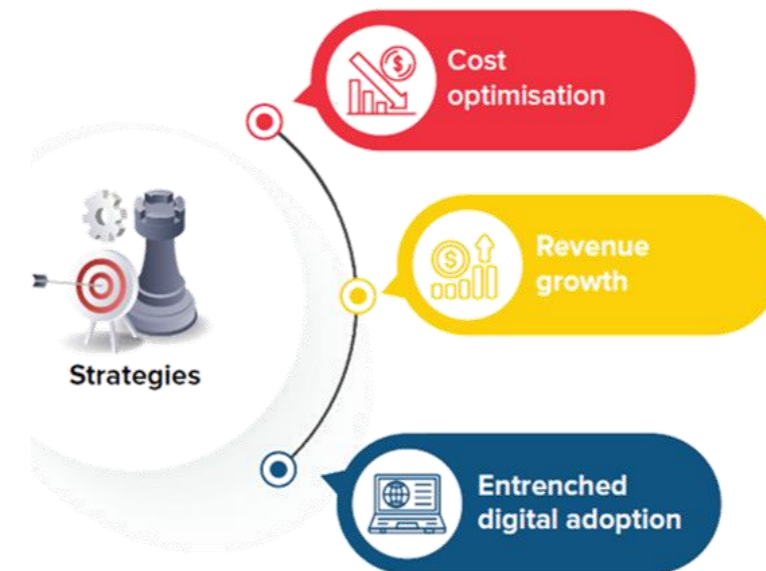 Cost
optimisation
Revenue
growth
Strategies
Entrenched
digital adoption